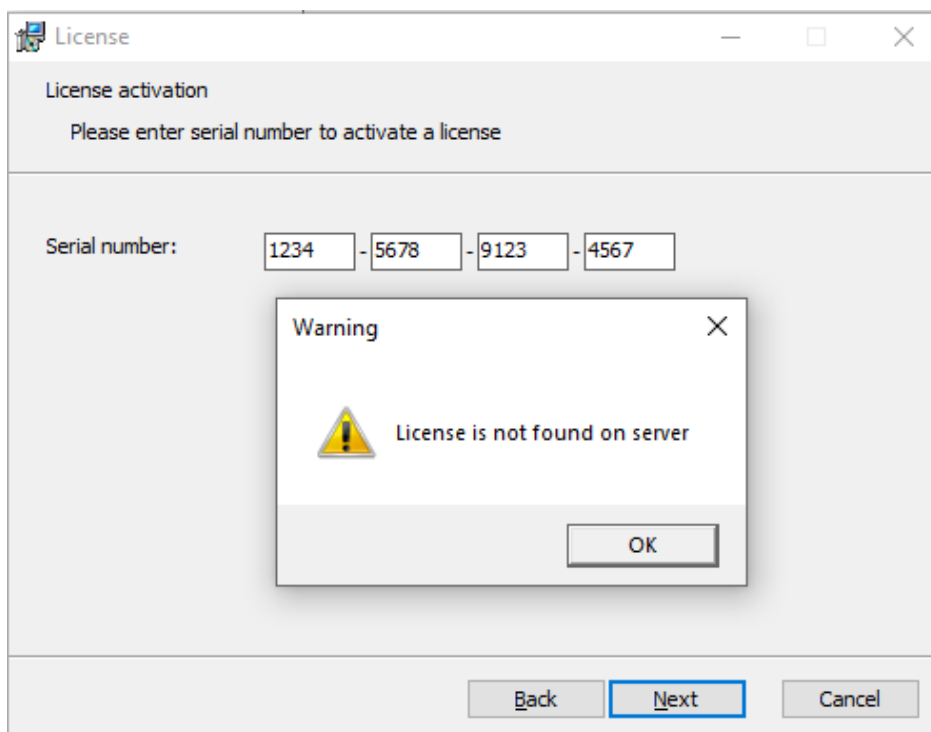 License
License activation
Please enter serial number to activate a license
Serial number: 1234 - 5678 - 9123 - 4567
Warning
License is not found on server
OK
Back Next Cancel